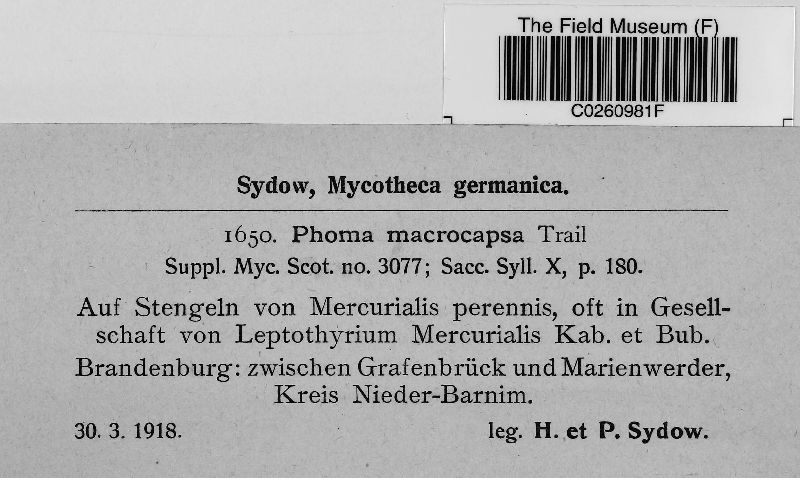 The Field Museum (F)
C0260981F
Sydow, Mycotheca germanica.
1650. Phoma macrocapsa Trail
Suppl. Myc. Scot. no. 3077; Sacc. Syll. X, p. 180.
Auf Stengeln von Mercurialis perennis, oft in Gesell-
schaft von Leptothyrium Mercurialis Kab. et Bub.
Brandenburg: zwischen Grafenbrück und Marienwerder,
Kreis Nieder-Barnim.
30. 3. 1918. leg. H. et P. Sydow.